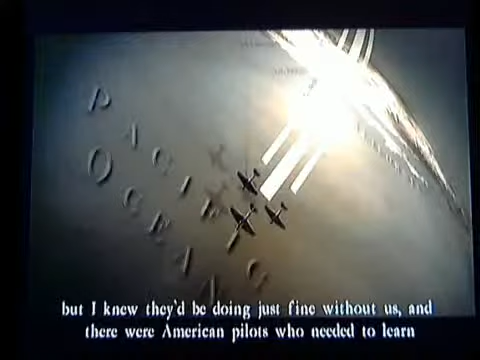 PACIFI
OCEAN
but I knew they'd be doing just fine without us, and
there were American pilots who needed to learn